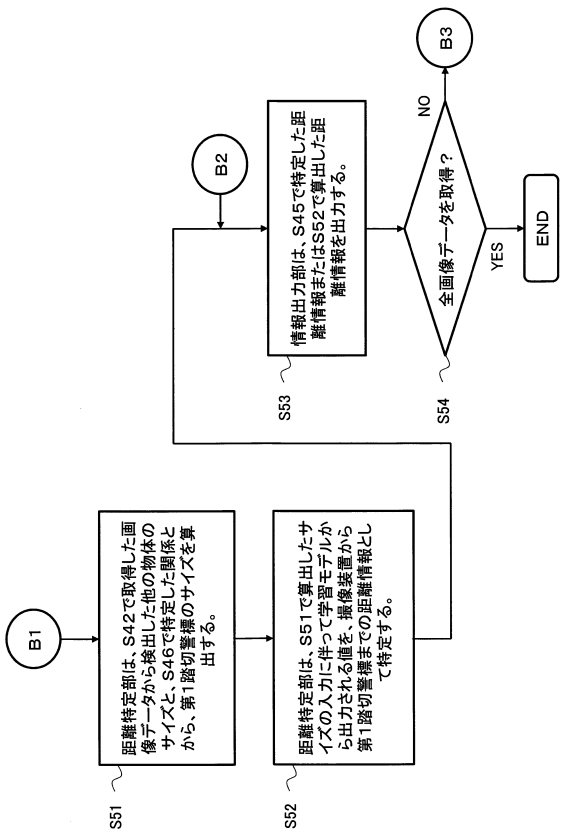 B1
距離特定部は、S42で取得した画
像データから検出した他の物体の
サイズと、S46で特定した関係と
から、第1踏切警標のサイズを算
出する。
S51
距離特定部は、S51で算出したサ
イズの入力に伴って学習モデルか
ら出力される値を、撮像装置から
第1踏切警標までの距離情報とし
て特定する。
S52
B2
情報出力部は、S45で特定した距
離情報またはS52で算出した距
離情報を出力する。
S53
全画像データを取得?
S54
NO
B3
YES
END